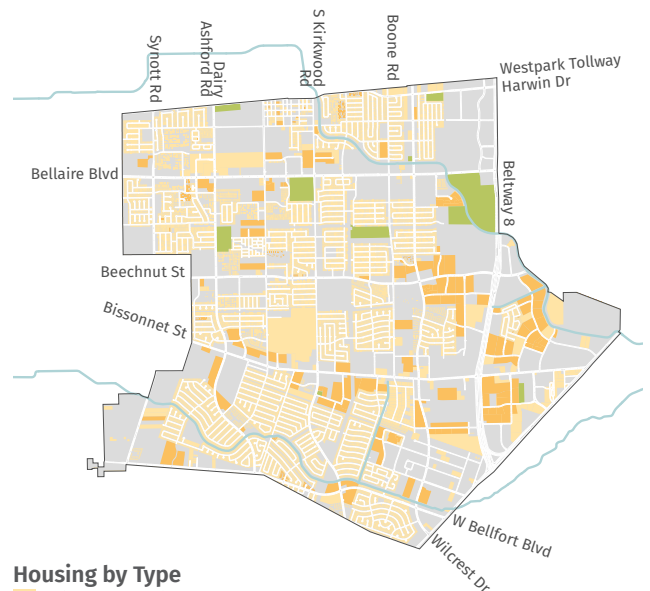 Synott Rd
Dairy
Ashford Rd
S Kirkwood
Rd
Boone Rd
Westpark Tollway
Harwin Dr
Bellaire Blvd
Beltway 8
Beechnut St
Bissonnet St
W Bellfort Blvd
Wilcrest Dr
Housing by Type